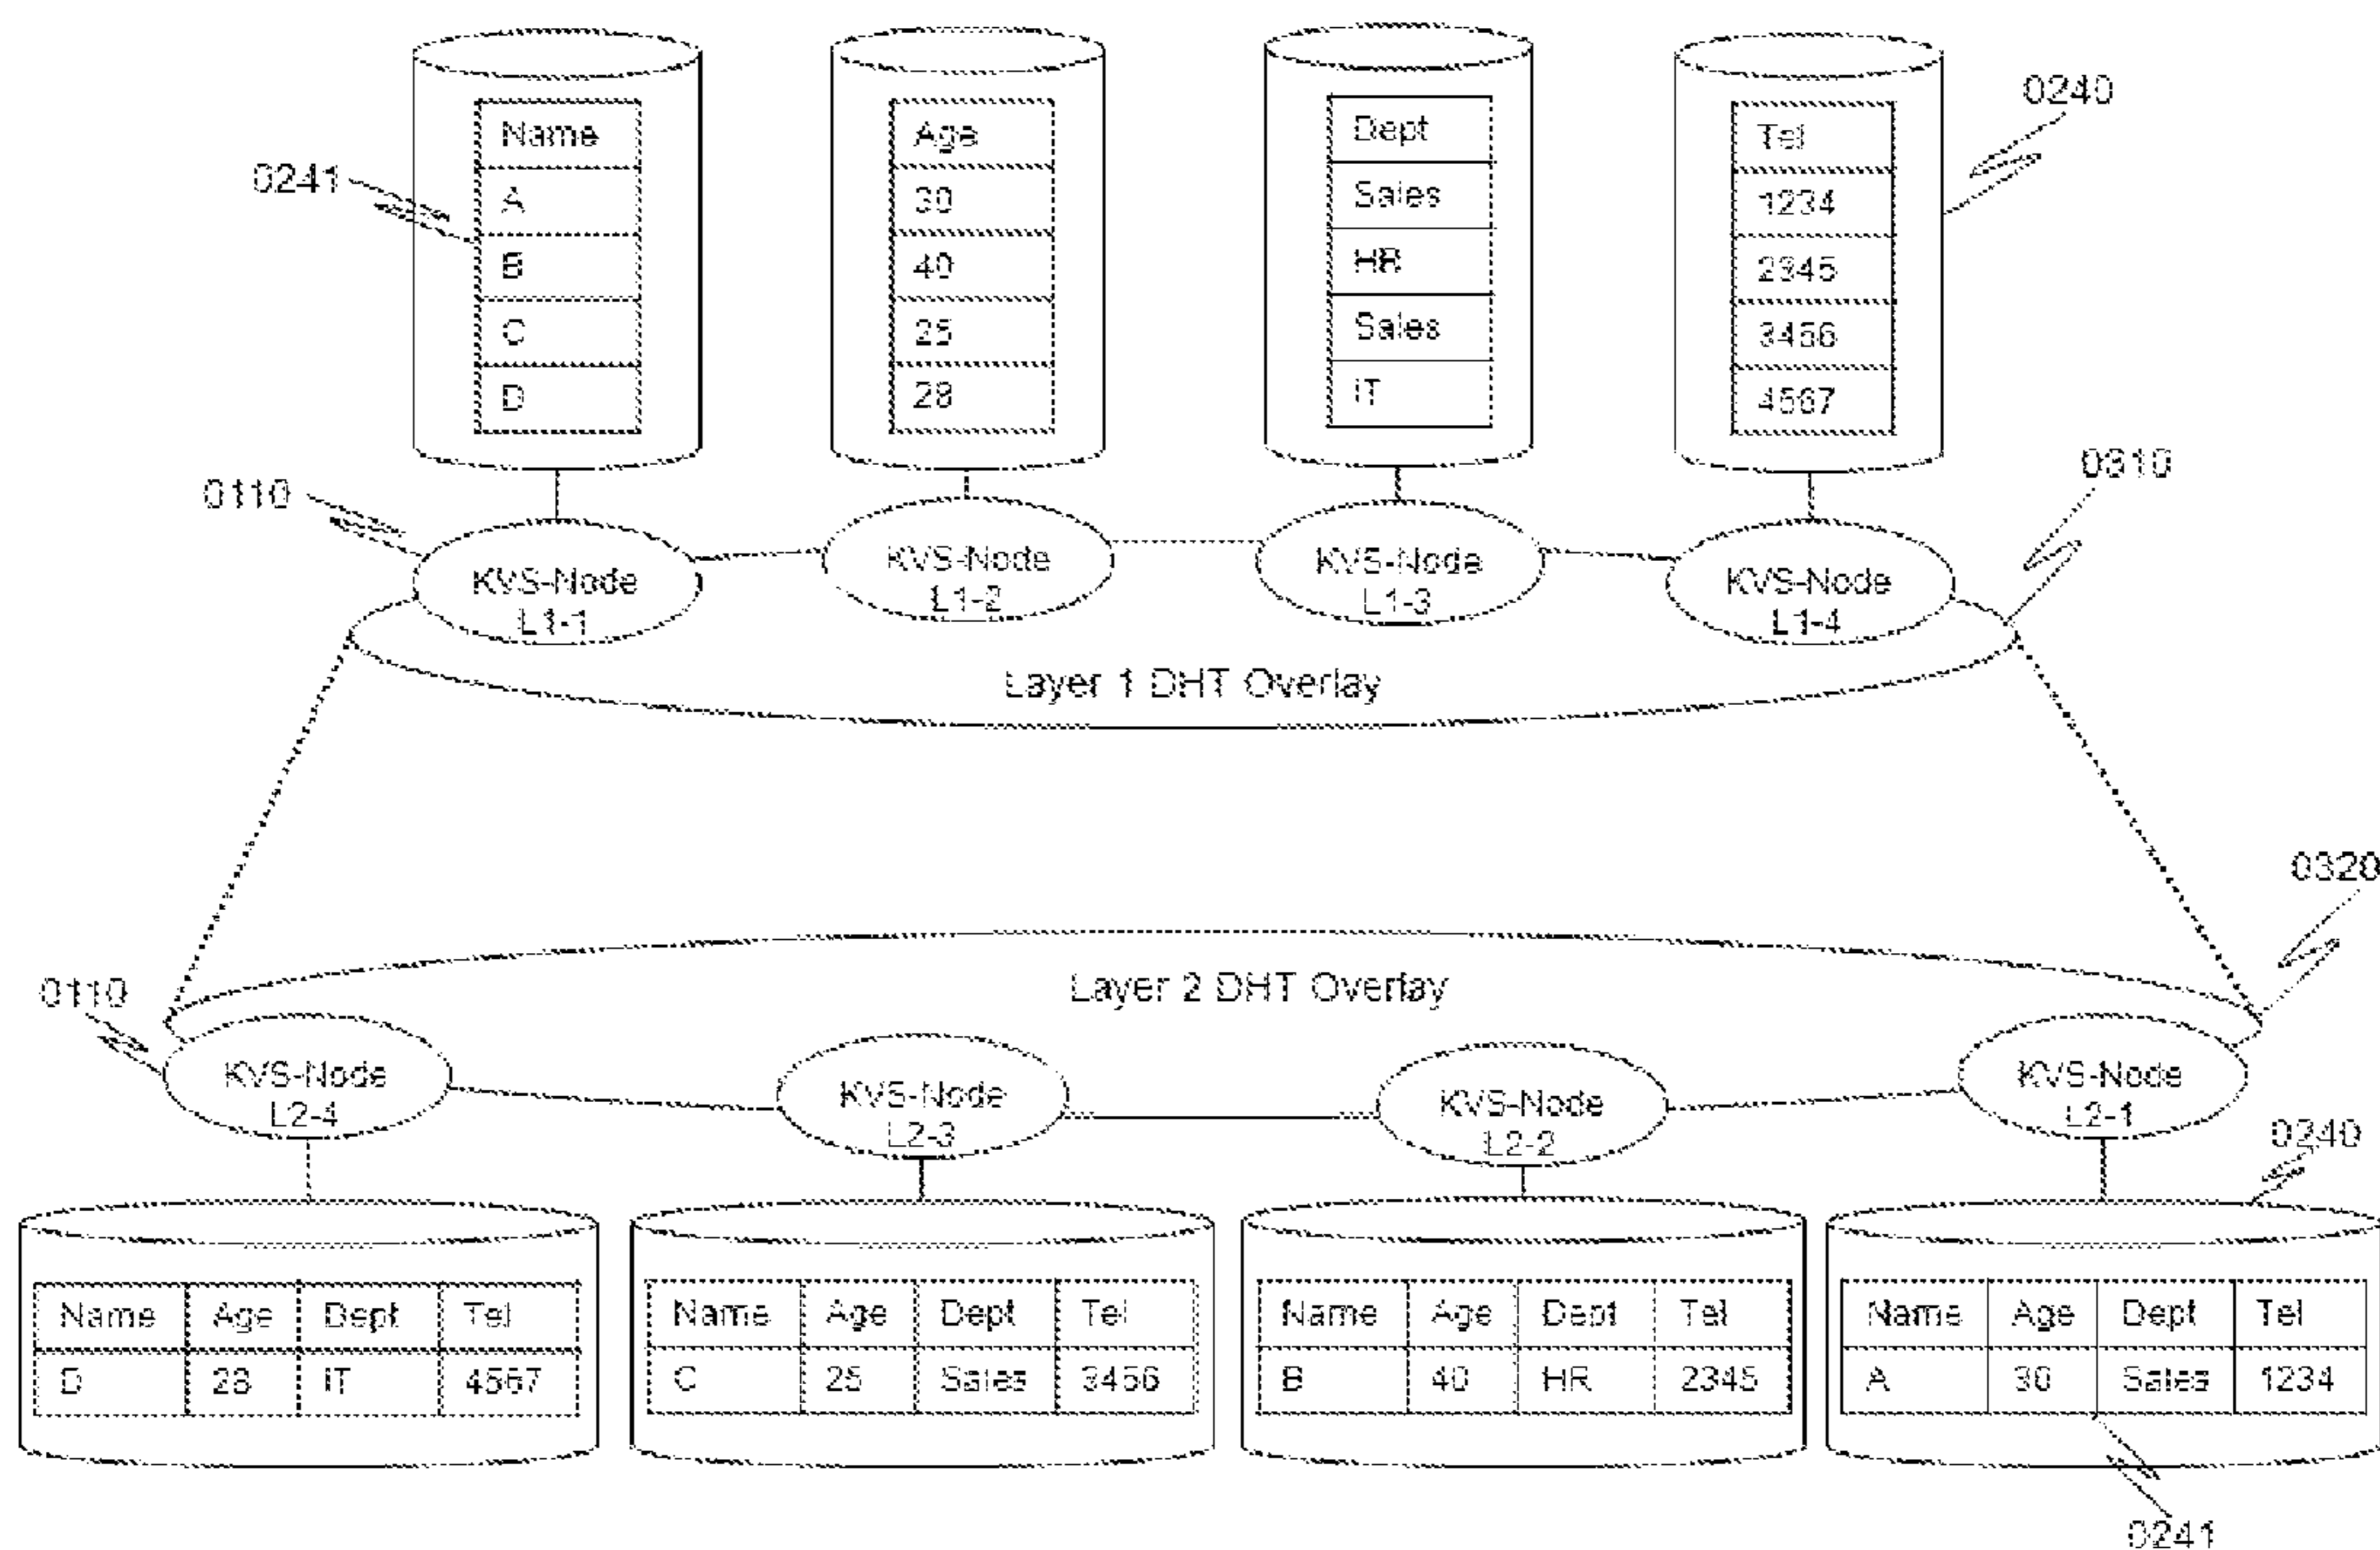 Name
A
B
C
D
Age
30
40
25
28
Dept
Sales
HR
Sales
IT
Tel
1234
2345
3456
4567
0240
0241
0110
0310
KVS-Node
L1-1
KVS-Node
L1-2
KVS-Node
L1-3
KVS-Node
L1-4
Layer 1 DHT Overlay
0320
Layer 2 DHT Overlay
0110
KVS-Node
L2-4
KVS-Node
L2-3
KVS-Node
L2-2
KVS-Node
L2-1
0240
Name Age Dept Tel
D 28 IT 4567
Name Age Dept Tel
C 25 Sales 3456
Name Age Dept Tel
B 40 HR 2345
Name Age Dept Tel
A 30 Sales 1234
0241